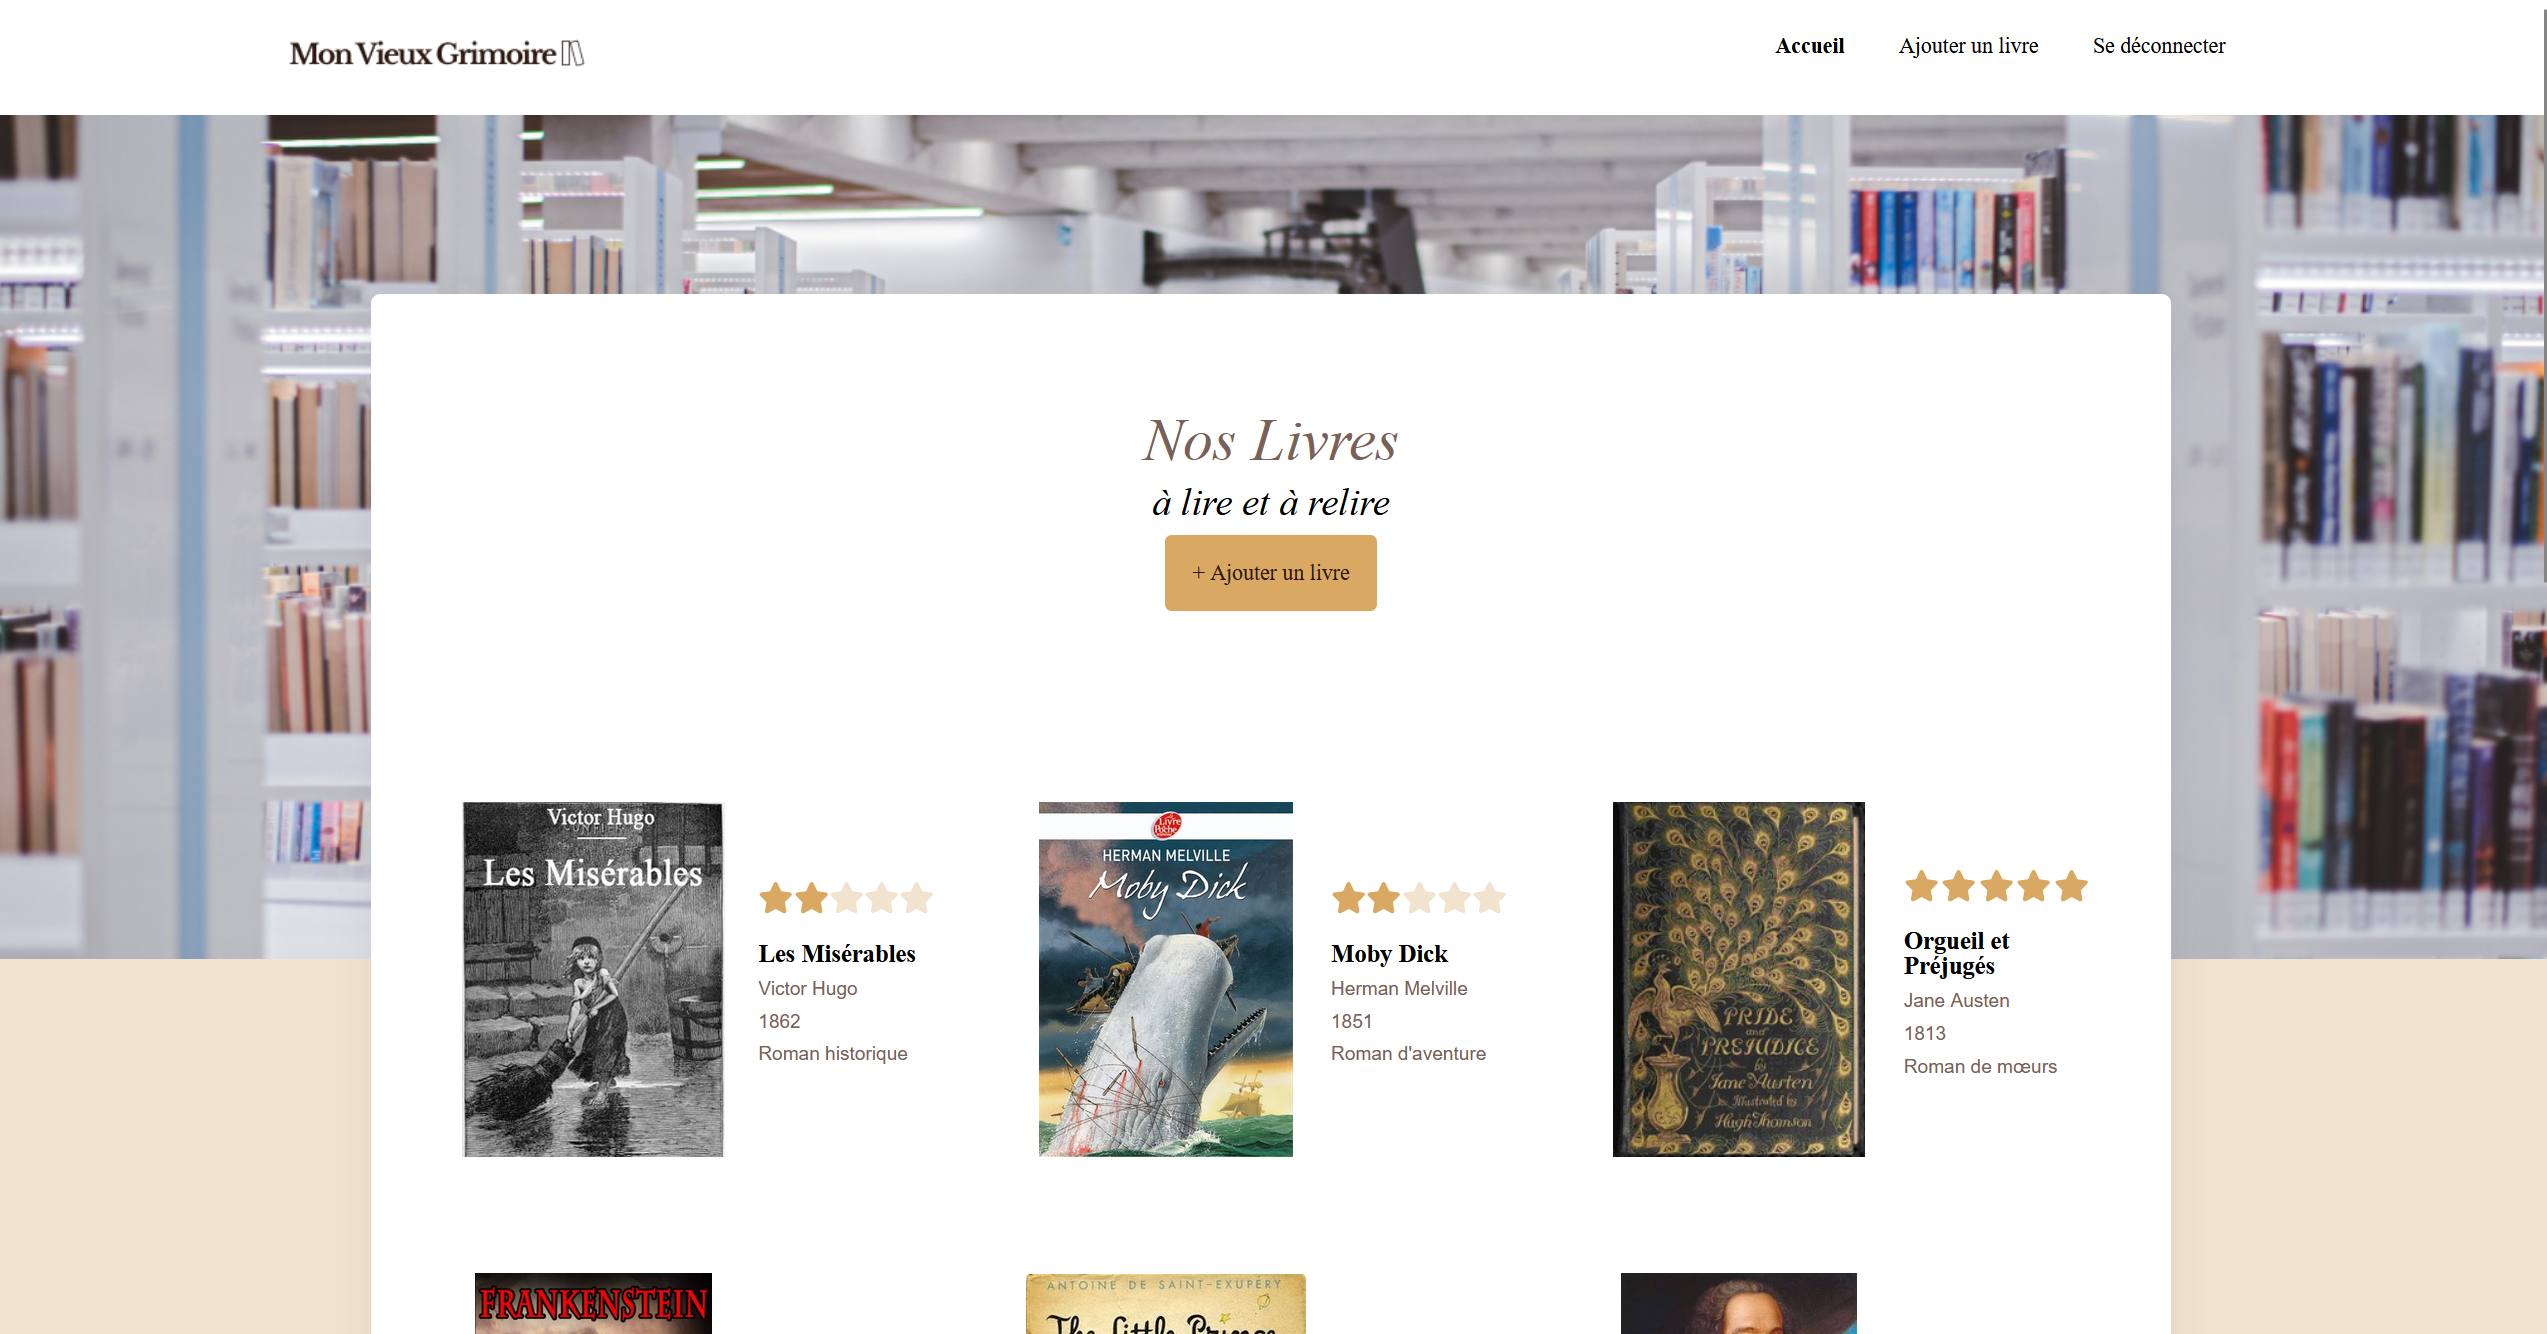 Mon Vieux Grimoire
Accueil
Ajouter un livre
Se déconnecter
Nos Livres
à lire et à relire
+ Ajouter un livre
Victor Hugo
Les Misérables
Les Misérables
Victor Hugo
1862
Roman historique
Livre
Poche
HERMAN MELVILLE
Moby Dick
Moby Dick
Herman Melville
1851
Roman d'aventure
PRIDE
and
PREJUDICE
by
Jane Austen
Illustrated by
Hugh Thomson
Orgueil et
Préjugés
Jane Austen
1813
Roman de mœurs
FRANKENSTEIN
ANTOINE DE SAINT-EXUPÉRY
The Little Prince